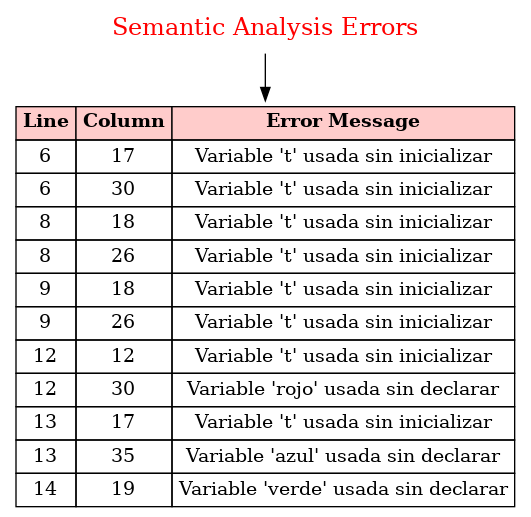 Semantic Analysis Errors
Line Column Error Message
6 17 Variable 't' usada sin inicializar
6 30 Variable 't' usada sin inicializar
8 18 Variable 't' usada sin inicializar
8 26 Variable 't' usada sin inicializar
9 18 Variable 't' usada sin inicializar
9 26 Variable 't' usada sin inicializar
12 12 Variable 't' usada sin inicializar
12 30 Variable 'rojo' usada sin declarar
13 17 Variable 't' usada sin inicializar
13 35 Variable 'azul' usada sin declarar
14 19 Variable 'verde' usada sin declarar